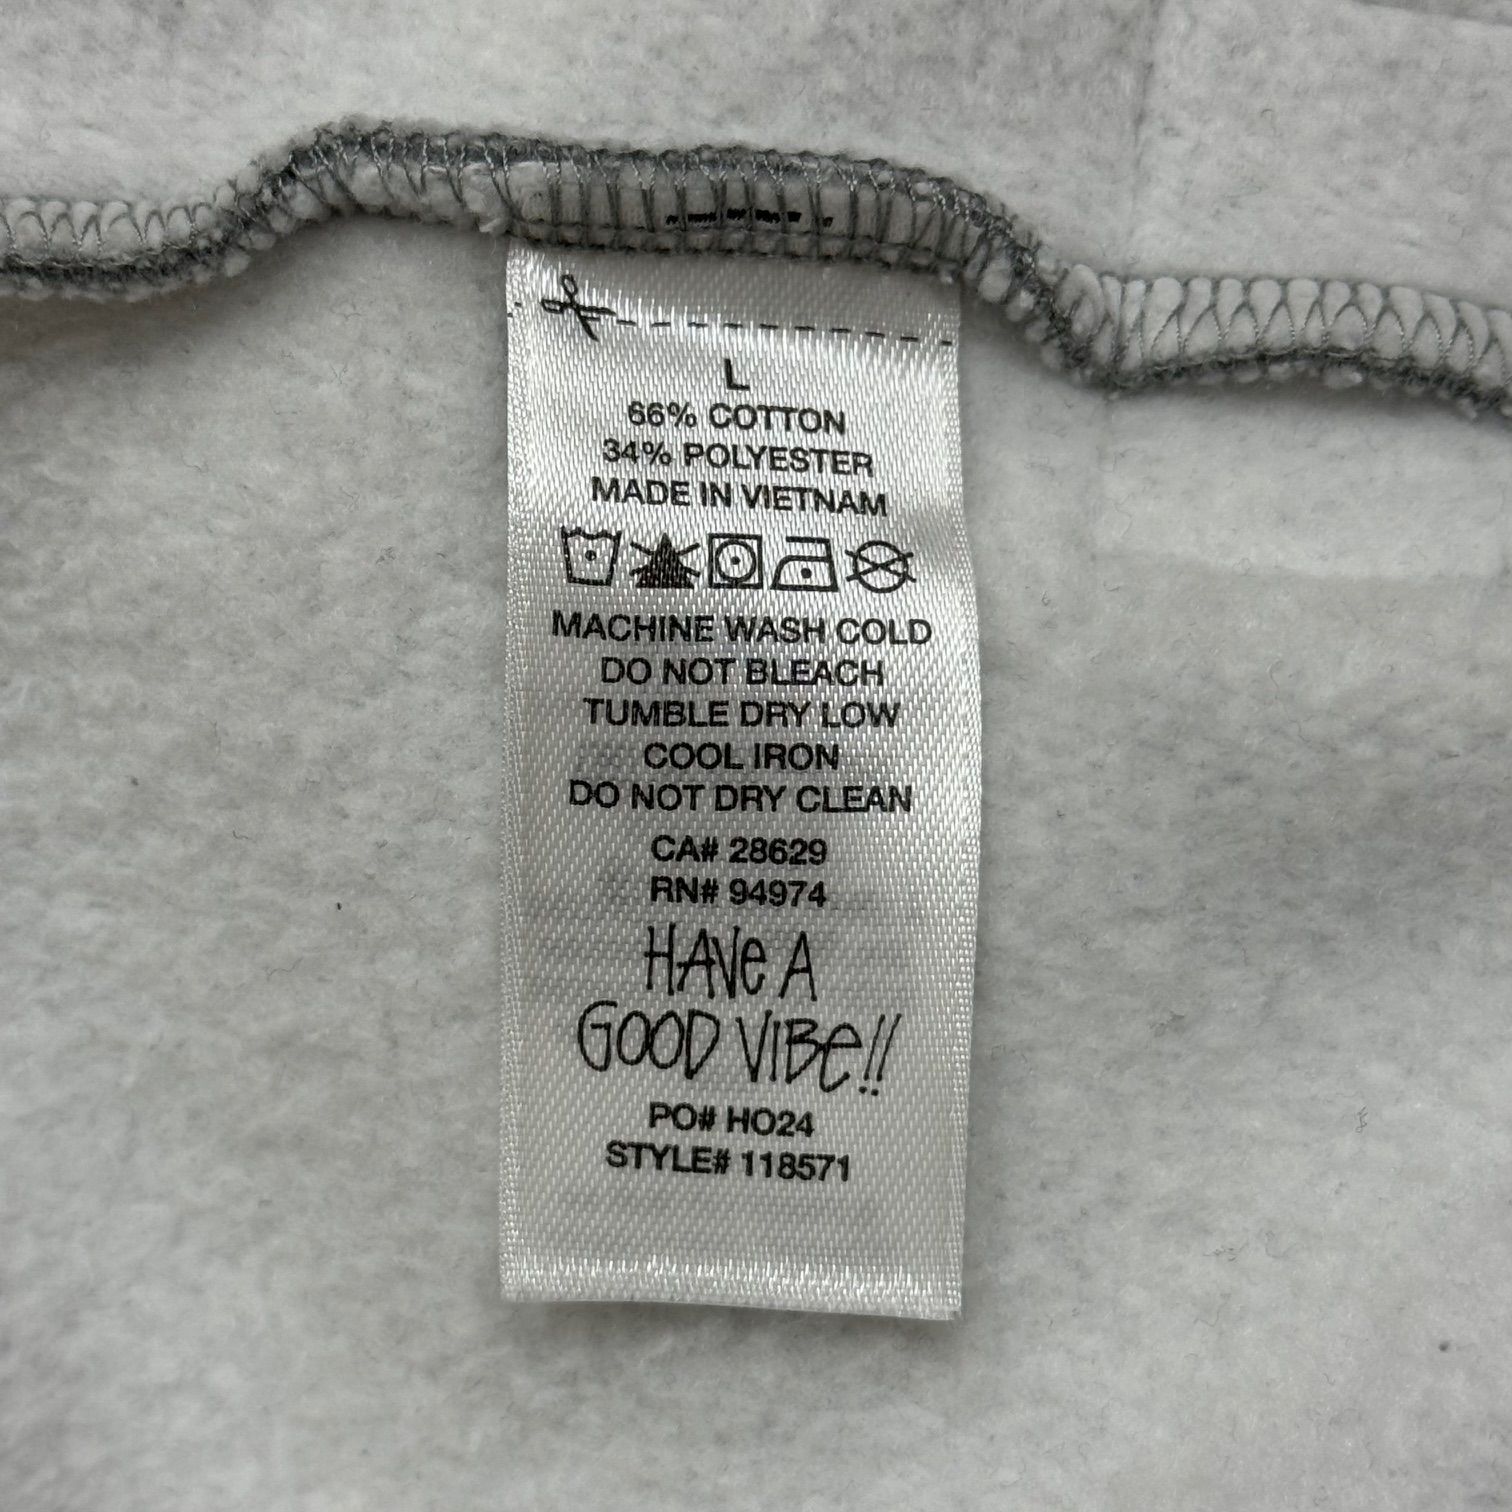 L
66% COTTON
34% POLYESTER
MADE IN VIETNAM
MACHINE WASH COLD
DO NOT BLEACH
TUMBLE DRY LOW
COOL IRON
DO NOT DRY CLEAN
CA# 28629
RN# 94974
HAVe A
GOOD VIBe!!
PO# HO24
STYLE# 118571